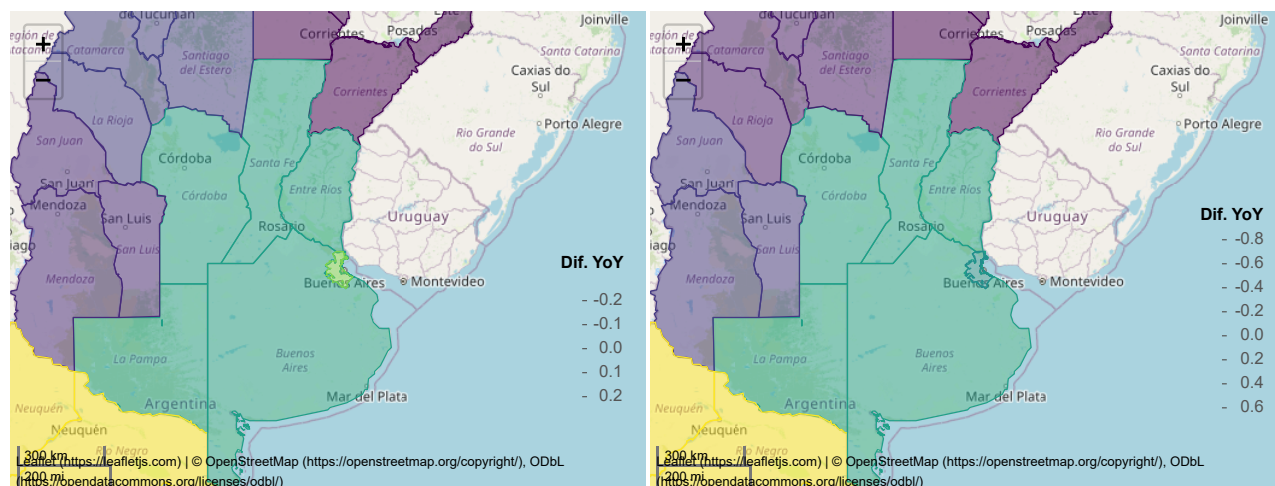 de Tucumán
Corrientes
Posadas
Joinville
+
Catamarca
Santiago
del Estero
Santa Catarina
−
Caxias do
Sul
Corrientes
La Rioja
Porto Alegre
San Juan
Córdoba
Santa Fe
Rio Grande
do Sul
San Juan
Córdoba
Entre Ríos
Mendoza
San Luis
Rosario
Uruguay
San Luis
Mendoza
Buenos Aires
Montevideo
La Pampa
Buenos
Aires
Argentina
Mar del Plata
Neuquén
Neuquén
Río Negro
Dif. YoY
- -0.2
- -0.1
- 0.0
- 0.1
- 0.2
300 km
200 mi
Leaflet (https://leafletjs.com) | © OpenStreetMap (https://openstreetmap.org/copyright/), ODbL
(https://opendatacommons.org/licenses/odbl/)
de Tucumán
Corrientes
Posadas
Joinville
+
Catamarca
Santiago
del Estero
Santa Catarina
−
Caxias do
Sul
Corrientes
La Rioja
Porto Alegre
San Juan
Córdoba
Santa Fe
Rio Grande
do Sul
San Juan
Córdoba
Entre Ríos
Mendoza
San Luis
Rosario
Uruguay
San Luis
Mendoza
Buenos Aires
Montevideo
La Pampa
Buenos
Aires
Argentina
Mar del Plata
Neuquén
Neuquén
Río Negro
Dif. YoY
- -0.8
- -0.6
- -0.4
- -0.2
- 0.0
- 0.2
- 0.4
- 0.6
300 km
200 mi
Leaflet (https://leafletjs.com) | © OpenStreetMap (https://openstreetmap.org/copyright/), ODbL
(https://opendatacommons.org/licenses/odbl/)